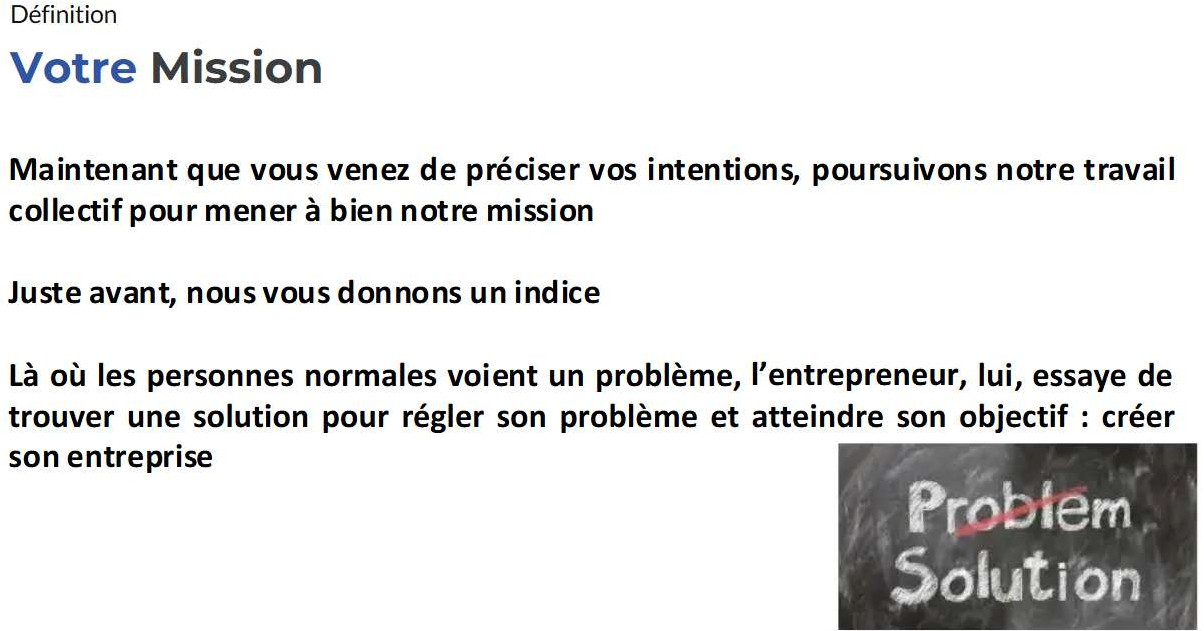 Définition
Votre Mission
Maintenant que vous venez de préciser vos intentions, poursuivons notre travail
collectif pour mener à bien notre mission
Juste avant, nous vous donnons un indice
Là où les personnes normales voient un problème, l’entrepreneur, lui, essaye de
trouver une solution pour régler son problème et atteindre son objectif : créer
son entreprise
Problem
Solution